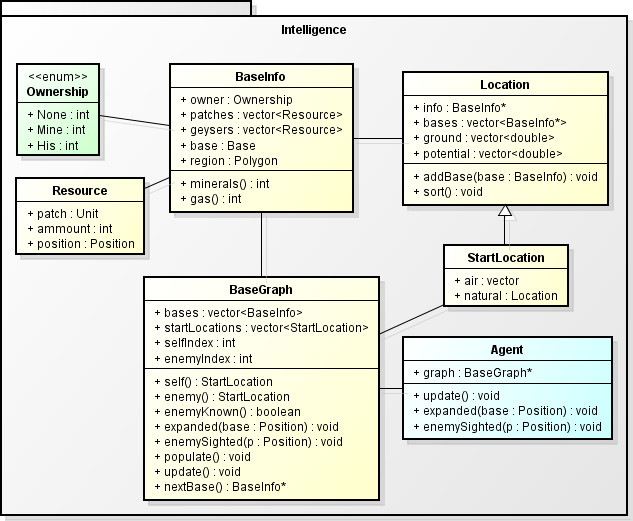 Intelligence
<<enum>>
Ownership
+ None : int
+ Mine : int
+ His : int
BaseInfo
+ owner : Ownership
+ patches : vector<Resource>
+ geysers : vector<Resource>
+ base : Base
+ region : Polygon
+ minerals() : int
+ gas() : int
Location
+ info : BaseInfo*
+ bases : vector<BaseInfo*>
+ ground : vector<double>
+ potential : vector<double>
+ addBase(base : BaseInfo) : void
+ sort() : void
Resource
+ patch : Unit
+ ammount : int
+ position : Position
StartLocation
+ air : vector
+ natural : Location
BaseGraph
+ bases : vector<BaseInfo>
+ startLocations : vector<StartLocation>
+ selfIndex : int
+ enemyIndex : int
+ self() : StartLocation
+ enemy() : StartLocation
+ enemyKnown() : boolean
+ expanded(base : Position) : void
+ enemySighted(p : Position) : void
+ populate() : void
+ update() : void
+ nextBase() : BaseInfo*
Agent
+ graph : BaseGraph*
+ update() : void
+ expanded(base : Position) : void
+ enemySighted(p : Position) : void